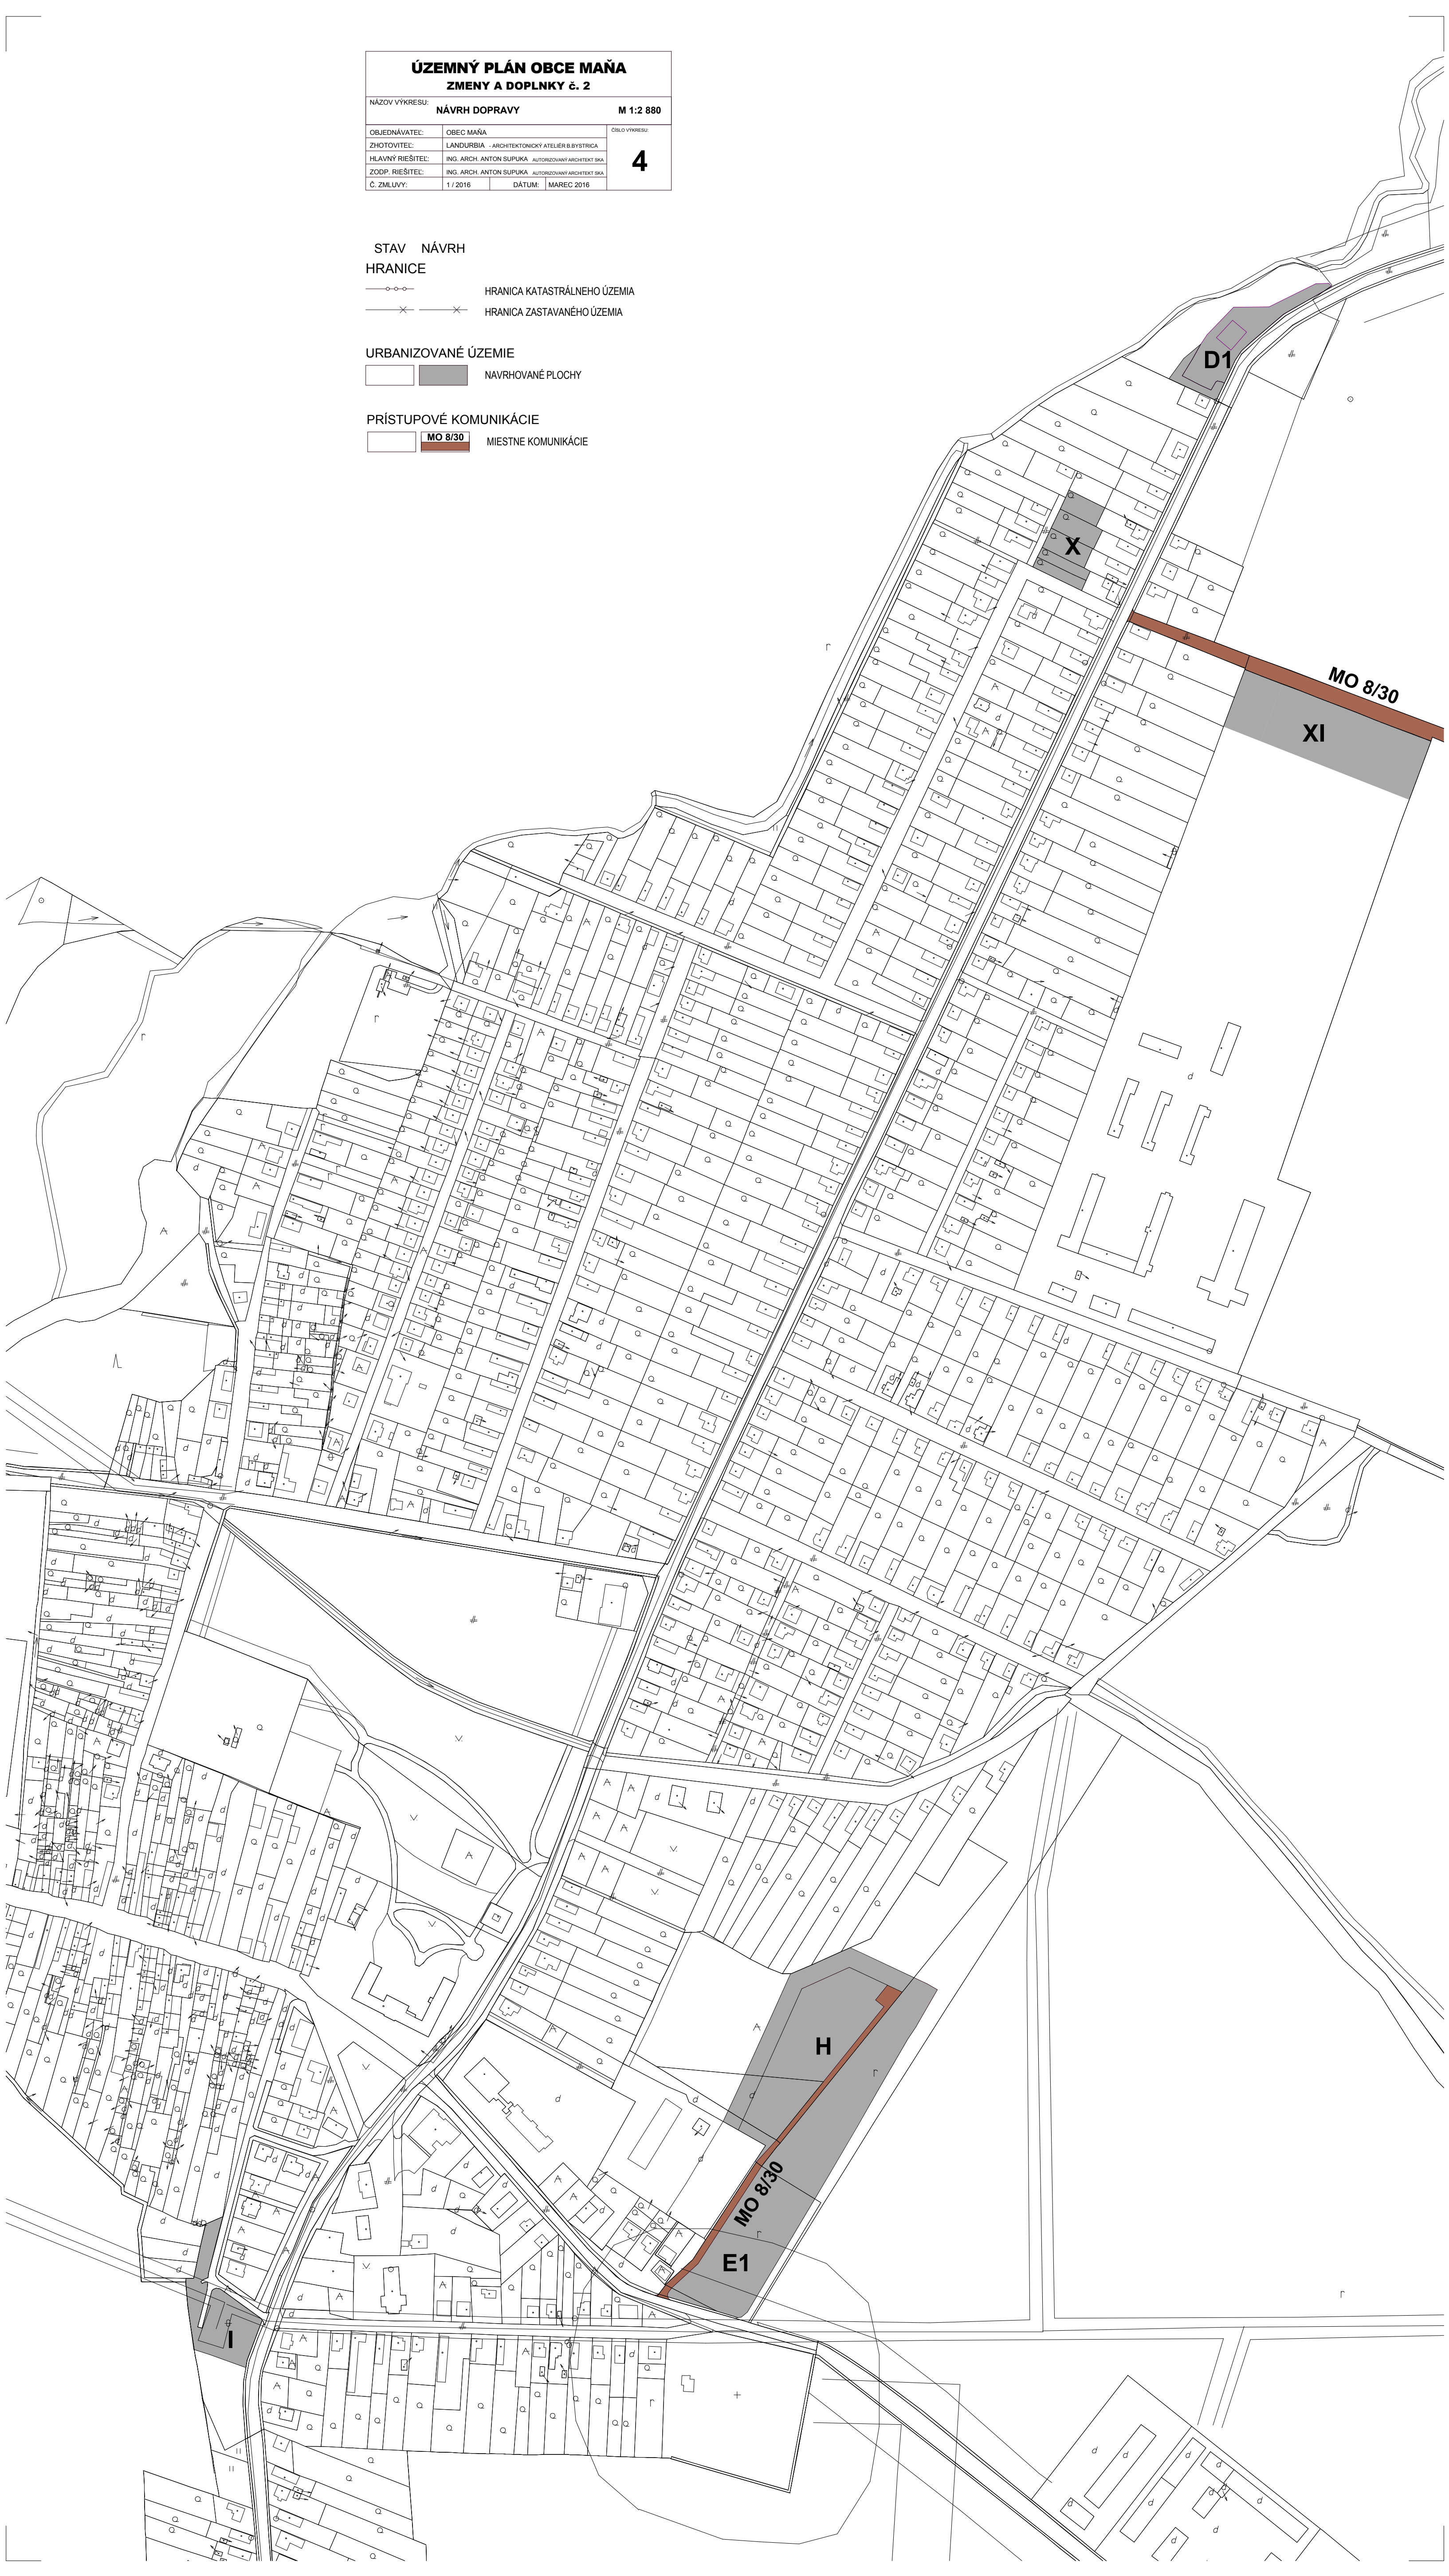 ÚZEMNÝ PLÁN OBCE MAŇA
ZMENY A DOPLNKY č. 2
NÁZOV VÝKRESU:
NÁVRH DOPRAVY M 1:2 880
OBJEDNÁVATEĽ: OBEC MAŇA
ČÍSLO VÝKRESU:
ZHOTOVITEĽ: LANDURBIA - ARCHITEKTONICKÝ ATELIÉR B.BYSTRICA
4
HLAVNÝ RIEŠITEĽ: ING. ARCH. ANTON SUPUKA AUTORIZOVANÝ ARCHITEKT SKA
ZODP. RIEŠITEĽ: ING. ARCH. ANTON SUPUKA AUTORIZOVANÝ ARCHITEKT SKA
Č. ZMLUVY: 1 / 2016 DÁTUM: MAREC 2016
STAV NÁVRH
HRANICE
HRANICA KATASTRÁLNEHO ÚZEMIA
HRANICA ZASTAVANÉHO ÚZEMIA
URBANIZOVANÉ ÚZEMIE
NAVRHOVANÉ PLOCHY
PRÍSTUPOVÉ KOMUNIKÁCIE
MO 8/30
MIESTNE KOMUNIKÁCIE
D1
X
MO 8/30
XI
H
MO 8/30
E1
I